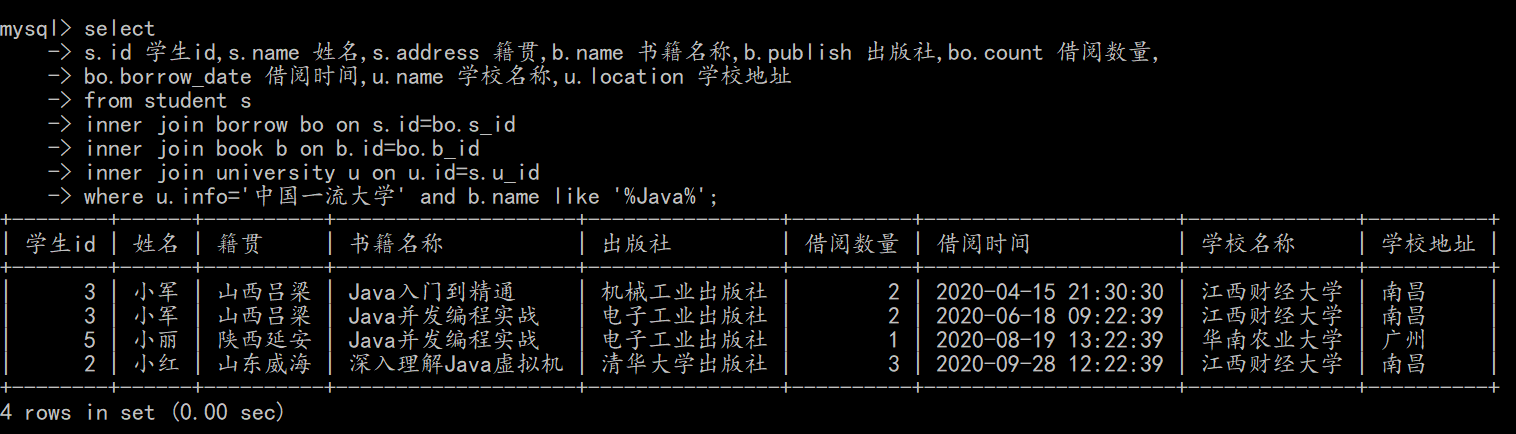 mysql> select
    -> s.id 学生id,s.name 姓名,s.address 籍贯,b.name 书籍名称,b.publish 出版社,bo.count 借阅数量,
    -> bo.borrow_date 借阅时间,u.name 学校名称,u.location 学校地址
    -> from student s
    -> inner join borrow bo on s.id=bo.s_id
    -> inner join book b on b.id=bo.b_id
    -> inner join university u on u.id=s.u_id
    -> where u.info='中国一流大学' and b.name like '%Java%';
+--------+------+----------+--------------------+----------------+----------+---------------------+--------------+----------+
| 学生id | 姓名 | 籍贯     | 书籍名称           | 出版社         | 借阅数量 | 借阅时间            | 学校名称     | 学校地址 |
+--------+------+----------+--------------------+----------------+----------+---------------------+--------------+----------+
|      3 | 小军 | 山西吕梁 | Java入门到精通     | 机械工业出版社 |        2 | 2020-04-15 21:30:30 | 江西财经大学 | 南昌     |
|      3 | 小军 | 山西吕梁 | Java并发编程实战   | 电子工业出版社 |        2 | 2020-06-18 09:22:39 | 江西财经大学 | 南昌     |
|      5 | 小丽 | 陕西延安 | Java并发编程实战   | 电子工业出版社 |        1 | 2020-08-19 13:22:39 | 华南农业大学 | 广州     |
|      2 | 小红 | 山东威海 | 深入理解Java虚拟机 | 清华大学出版社 |        3 | 2020-09-28 12:22:39 | 江西财经大学 | 南昌     |
+--------+------+----------+--------------------+----------------+----------+---------------------+--------------+----------+
4 rows in set (0.00 sec)